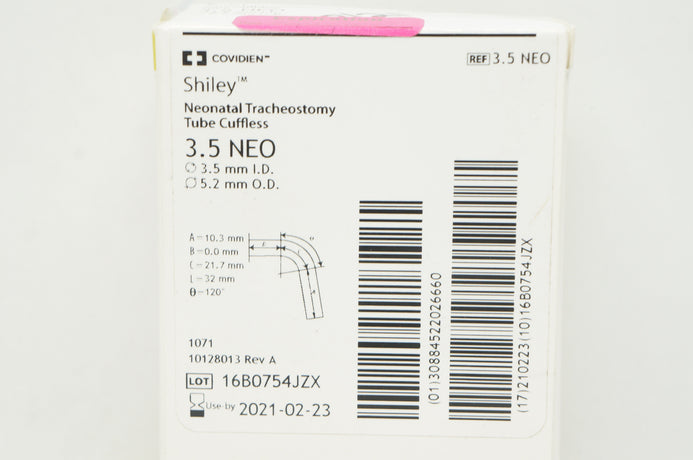 COVIDIEN™
REF 3.5 NEO
Shiley™
Neonatal Tracheostomy
Tube Cuffless
3.5 NEO
3.5 mm I.D.
5.2 mm O.D.
A=10.3 mm
B=0.0 mm
C=21.7 mm
L=32 mm
θ=120°
θ
1071
10128013 Rev A
LOT 16B0754JZX
Use-by 2021-02-23
(01)30884522026660
(17)210223(10)16B0754JZX